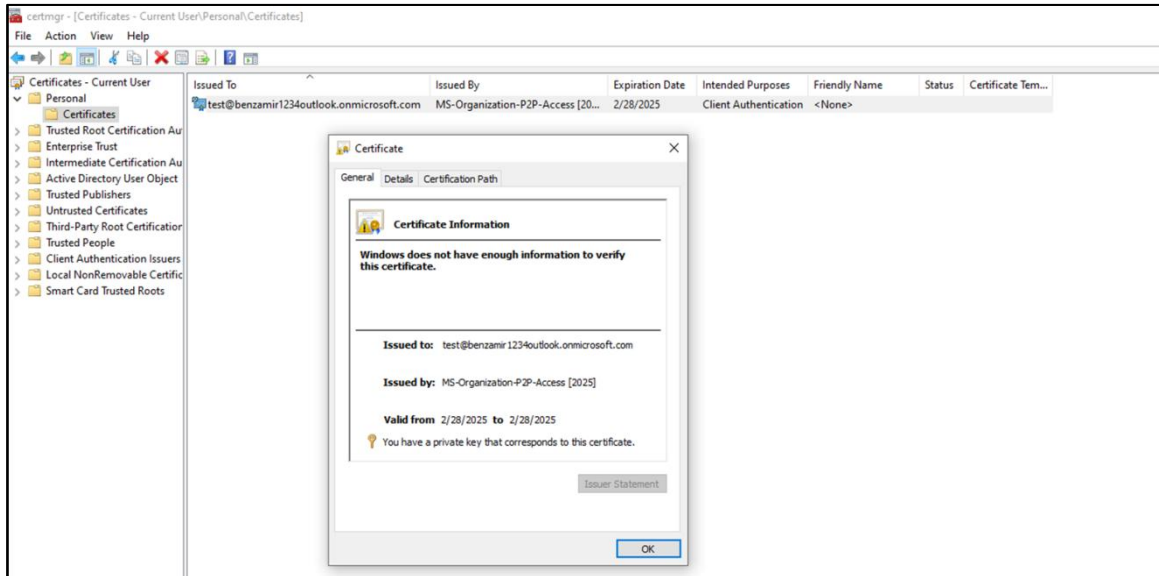 certmgr - [Certificates - Current User\Personal\Certificates]
File Action View Help
Certificates - Current User
Personal
Certificates
Trusted Root Certification Au
Enterprise Trust
Intermediate Certification Au
Active Directory User Object
Trusted Publishers
Untrusted Certificates
Third-Party Root Certification
Trusted People
Client Authentication Issuers
Local NonRemovable Certific
Smart Card Trusted Roots
Issued To Issued By Expiration Date Intended Purposes Friendly Name Status Certificate Tem...
test@benzamir1234outlook.onmicrosoft.com MS-Organization-P2P-Access [20... 2/28/2025 Client Authentication <None>
Certificate
General Details Certification Path
Certificate Information
Windows does not have enough information to verify
this certificate.
Issued to: test@benzamir1234outlook.onmicrosoft.com
Issued by: MS-Organization-P2P-Access [2025]
Valid from 2/28/2025 to 2/28/2025
You have a private key that corresponds to this certificate.
Issuer Statement
OK